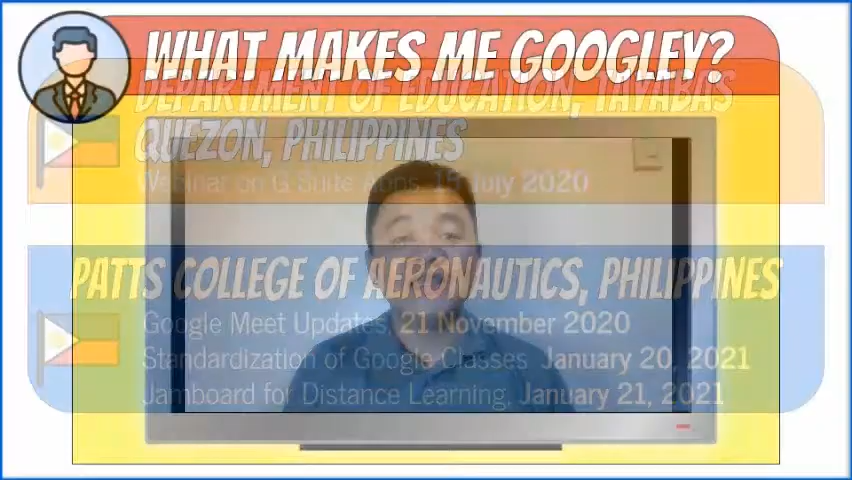 WHAT MAKES ME GOOGLEY?
DEPARTMENT OF EDUCATION, TAYABAS
QUEZON, PHILIPPINES
Webinar on G Suite Apps, 15 July 2020
PATTS COLLEGE OF AERONAUTICS, PHILIPPINES
Google Meet Updates, 21 November 2020
Standardization of Google Classes January 20, 2021
Jamboard for Distance Learning, January 21, 2021